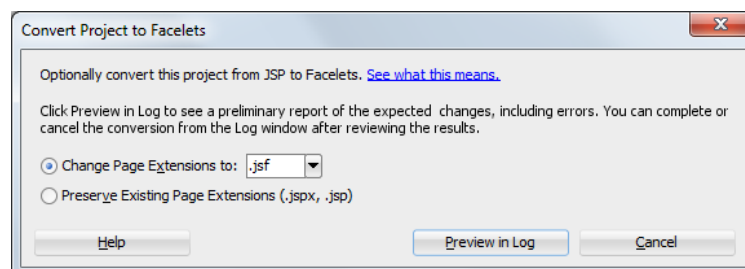 Convert Project to Facelets
Optionally convert this project from JSP to Facelets. See what this means.
Click Preview in Log to see a preliminary report of the expected changes, including errors. You can complete or
cancel the conversion from the Log window after reviewing the results.
Change Page Extensions to: .jsf
Preserve Existing Page Extensions (.jspx, .jsp)
Help Preview in Log Cancel